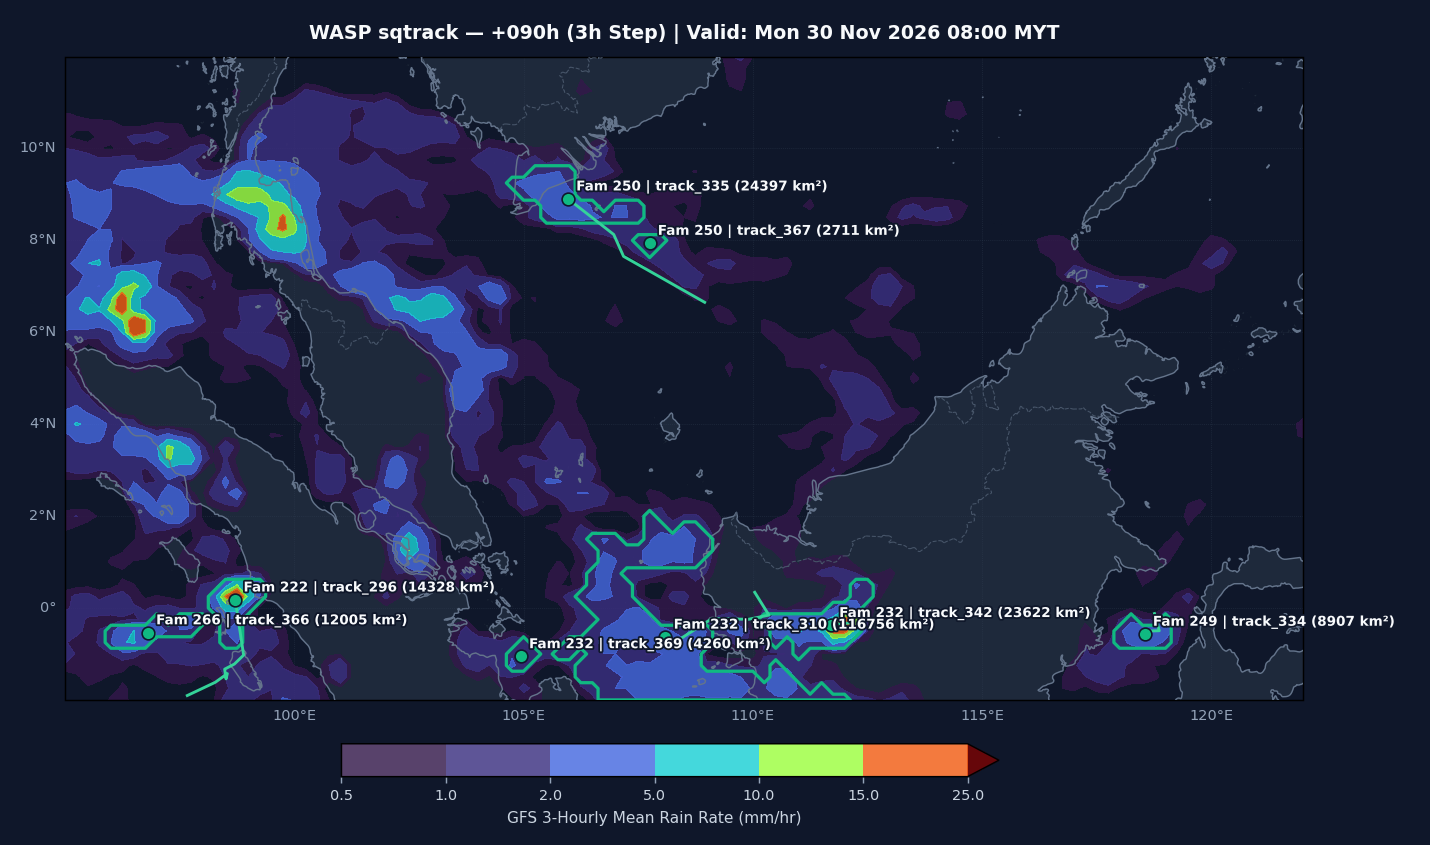 WASP sqtrack — +090h (3h Step) | Valid: Mon 30 Nov 2026 08:00 MYT
10°N
8°N
6°N
4°N
2°N
0°
Fam 250 | track_335 (24397 km²)
Fam 250 | track_367 (2711 km²)
Fam 222 | track_296 (14328 km²)
Fam 232 | track_342 (23622 km²)
Fam 266 | track_366 (12005 km²)
Fam 232 | track_310 (116756 km²)
Fam 249 | track_334 (8907 km²)
Fam 232 | track_369 (4260 km²)
100°E 105°E 110°E 115°E 120°E
0.5 1.0 2.0 5.0 10.0 15.0 25.0
GFS 3-Hourly Mean Rain Rate (mm/hr)